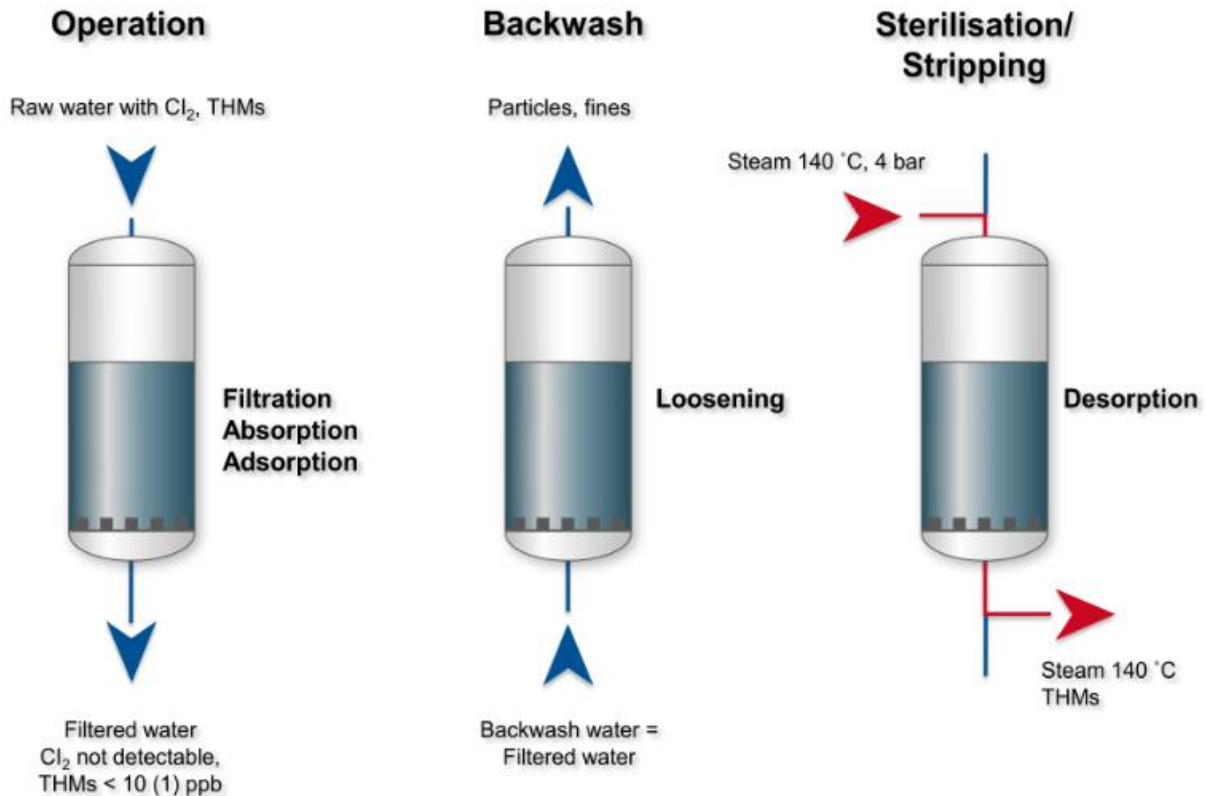 Operation
Raw water with Cl₂, THMs
Filtration
Absorption
Adsorption
Filtered water
Cl₂ not detectable,
THMs < 10 (1) ppb
Backwash
Particles, fines
Loosening
Backwash water =
Filtered water
Sterilisation/
Stripping
Steam 140 ˚C, 4 bar
Desorption
Steam 140 ˚C
THMs